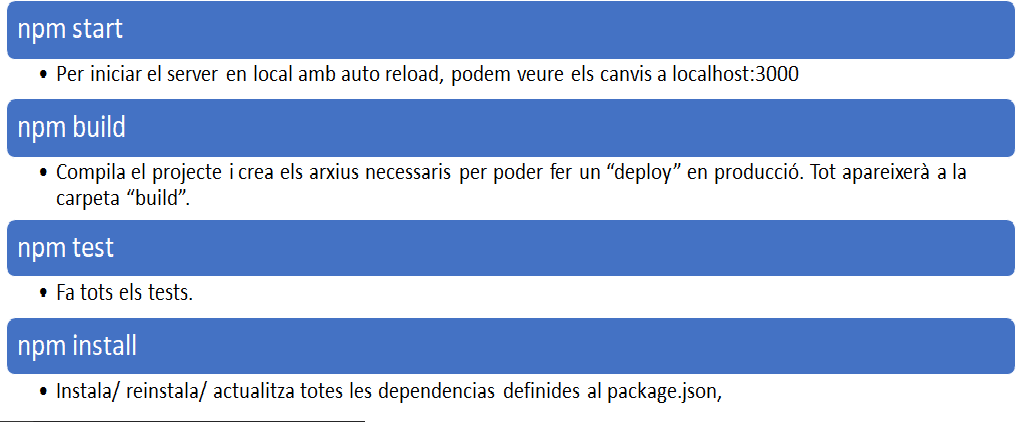 npm start
• Per iniciar el server en local amb auto reload, podem veure els canvis a localhost:3000
npm build
• Compila el projecte i crea els arxius necessaris per poder fer un “deploy” en producció. Tot apareixerà a la
carpeta “build”.
npm test
• Fa tots els tests.
npm install
• Instala/ reinstala/ actualitza totes les dependencias definides al package.json,